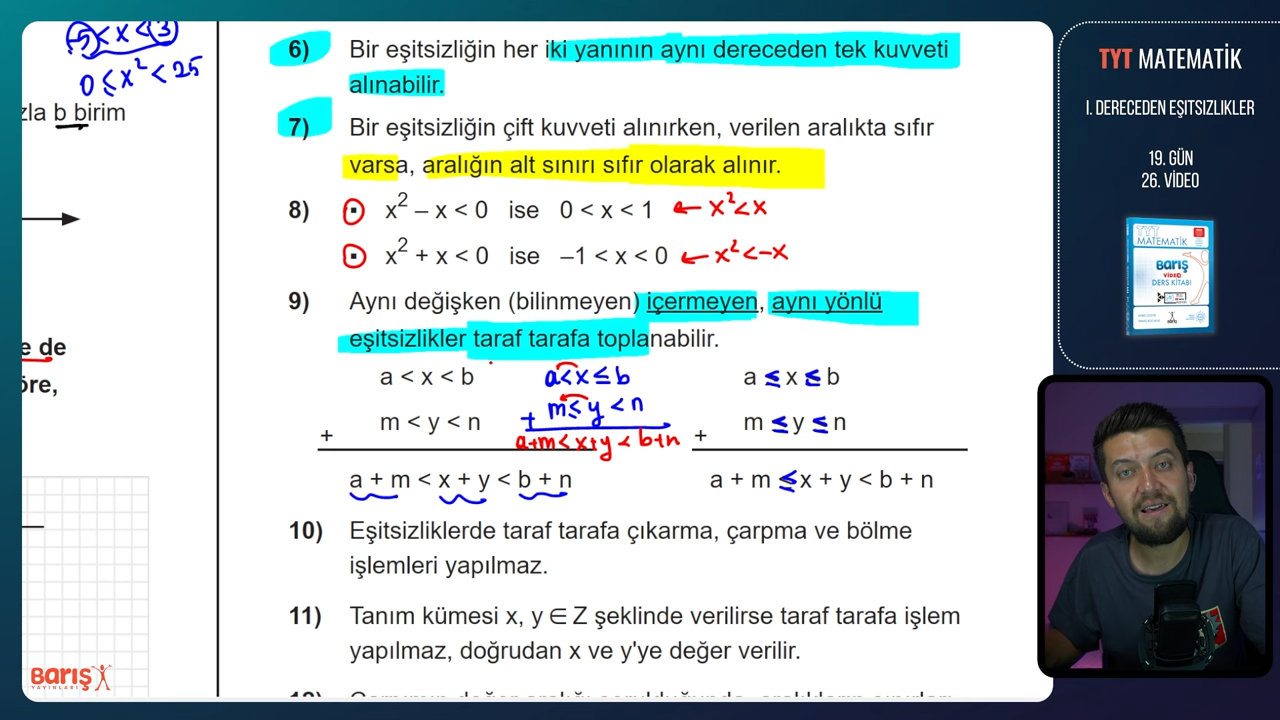 -5 < x < 3
0 ≤ x² < 25
zla b birim
e de
öre,
BARIŞ
YAYINLARI
6) Bir eşitsizliğin her iki yanının aynı dereceden tek kuvveti
alınabilir.
7) Bir eşitsizliğin çift kuvveti alınırken, verilen aralıkta sıfır
varsa, aralığın alt sınırı sıfır olarak alınır.
8) ▪ x² – x < 0 ise 0 < x < 1 ← x² < x
▪ x² + x < 0 ise –1 < x < 0 ← x² < -x
9) Aynı değişken (bilinmeyen) içermeyen, aynı yönlü
eşitsizlikler taraf tarafa toplanabilir.
a < x < b
m < y < n
+
a + m < x + y < b + n
a < x ≤ b
+ m ≤ y < n
a+m < x+y < b+n
a ≤ x ≤ b
m ≤ y ≤ n
+
a + m ≤ x + y < b + n
10) Eşitsizliklerde taraf tarafa çıkarma, çarpma ve bölme
işlemleri yapılmaz.
11) Tanım kümesi x, y ∈ Z şeklinde verilirse taraf tarafa işlem
yapılmaz, doğrudan x ve y'ye değer verilir.
TYT MATEMATİK
I. DERECEDEN EŞITSIZLIKLER
19. GÜN
26. VİDEO
TYT
MATEMATİK
BARIŞ
VİDEO
DERS KİTABI